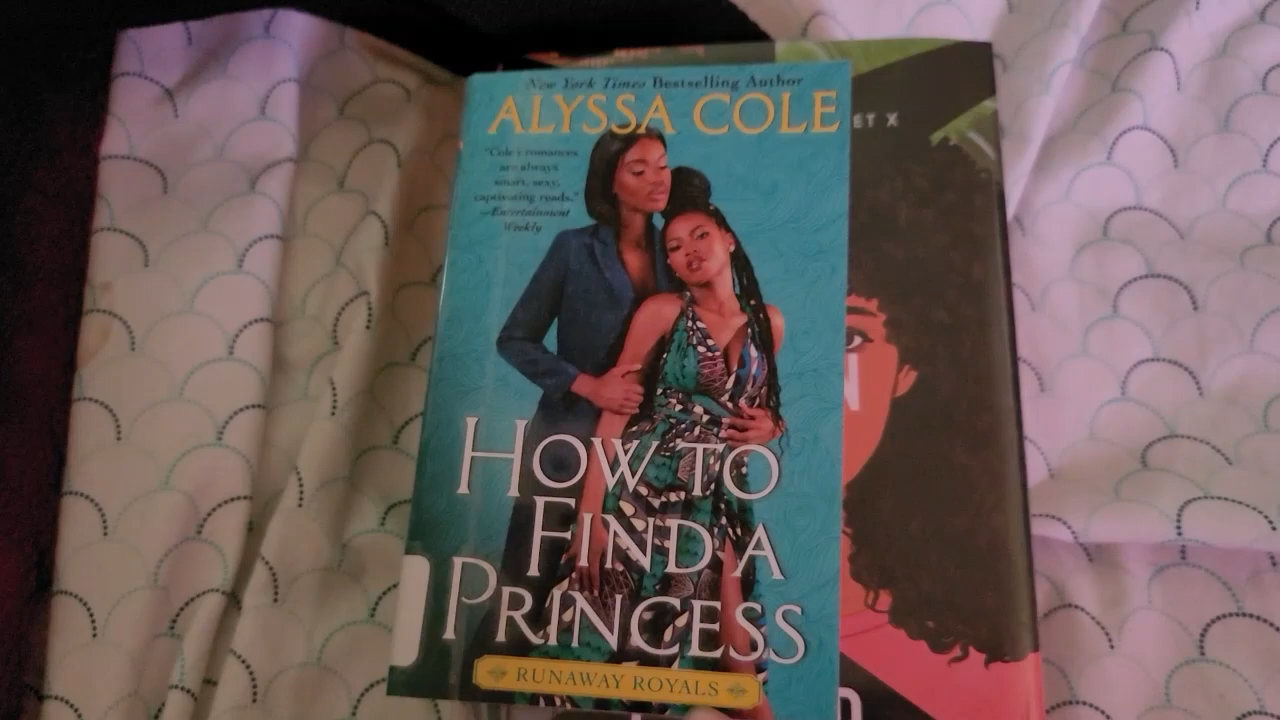 New York Times Bestselling Author
ALYSSA COLE
"Cole's romances
are always
smart, sexy,
captivating reads."
—Entertainment
Weekly
HOW TO
FIND A
PRINCESS
RUNAWAY ROYALS
ET X
N
D